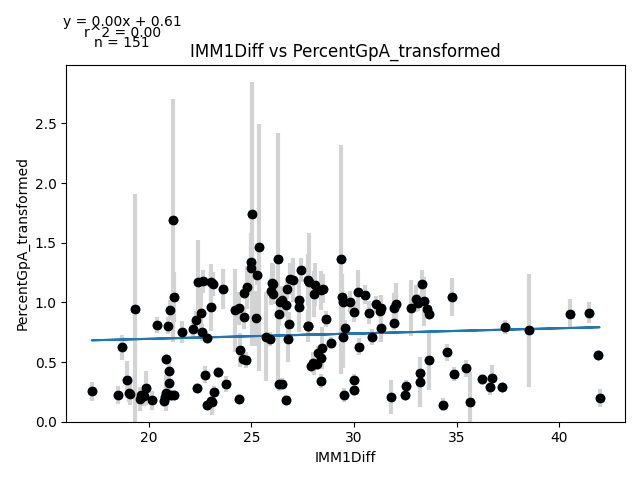 y = 0.00x + 0.61
r^2 = 0.00
n = 151
IMM1Diff vs PercentGpA_transformed
PercentGpA_transformed
2.5
2.0
1.5
1.0
0.5
0.0
20
25
30
35
40
IMM1Diff